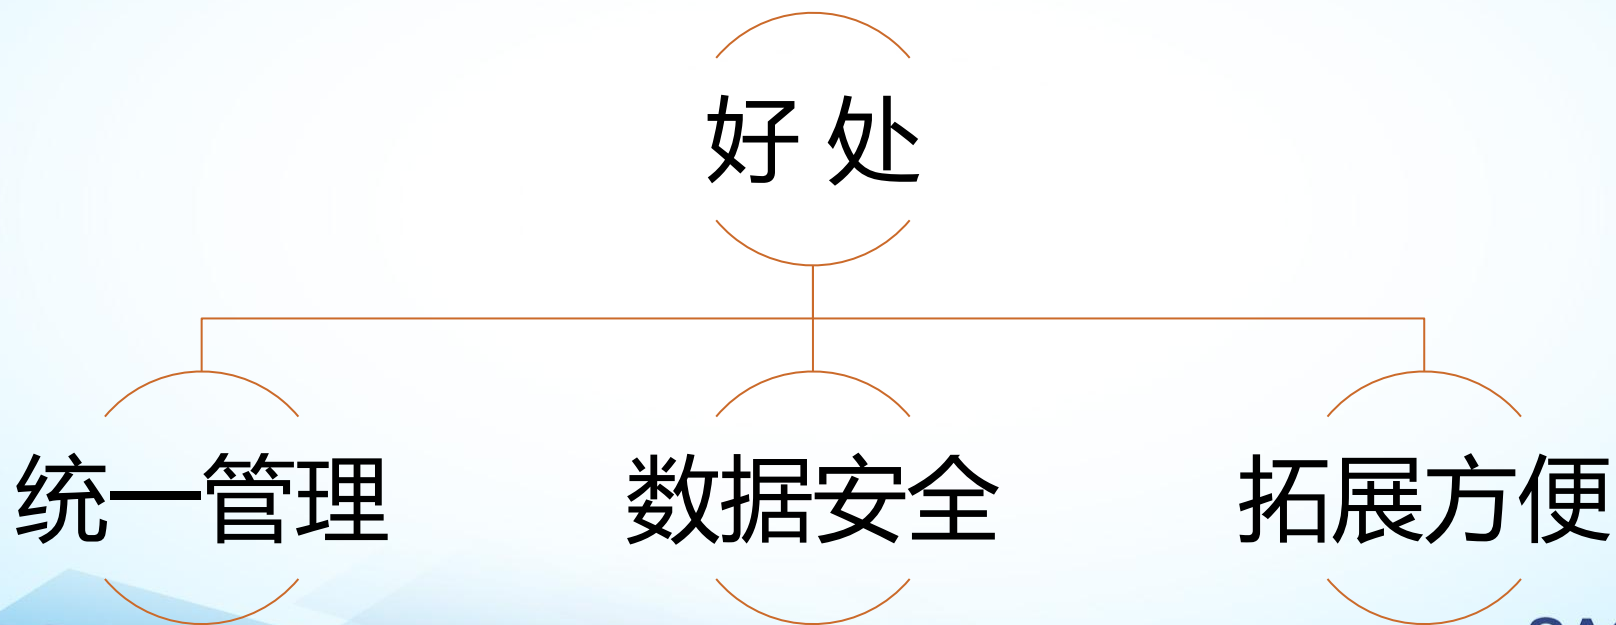 好 处
统一管理
数据安全
拓展方便